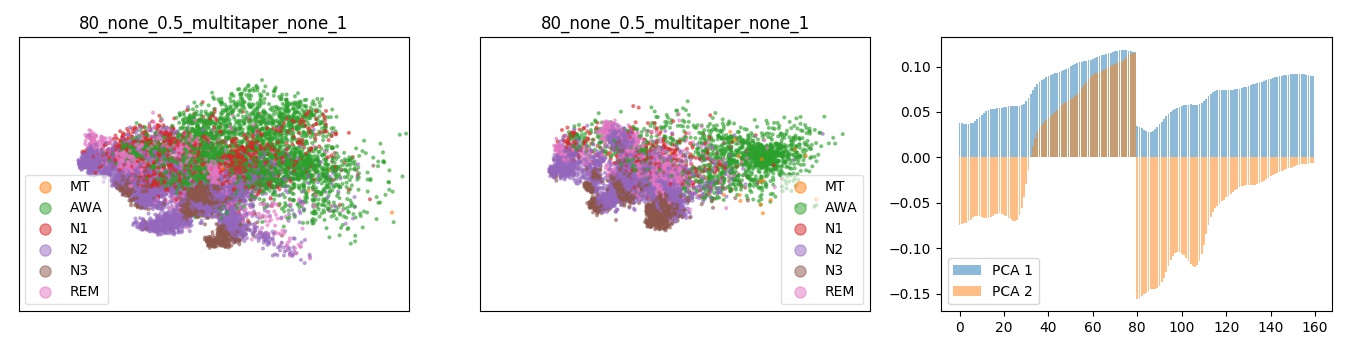 80_none_0.5_multitaper_none_1
MT
AWA
N1
N2
N3
REM
80_none_0.5_multitaper_none_1
MT
AWA
N1
N2
N3
REM
0.10
0.05
0.00
−0.05
−0.10
−0.15
PCA 1
PCA 2
0 20 40 60 80 100 120 140 160